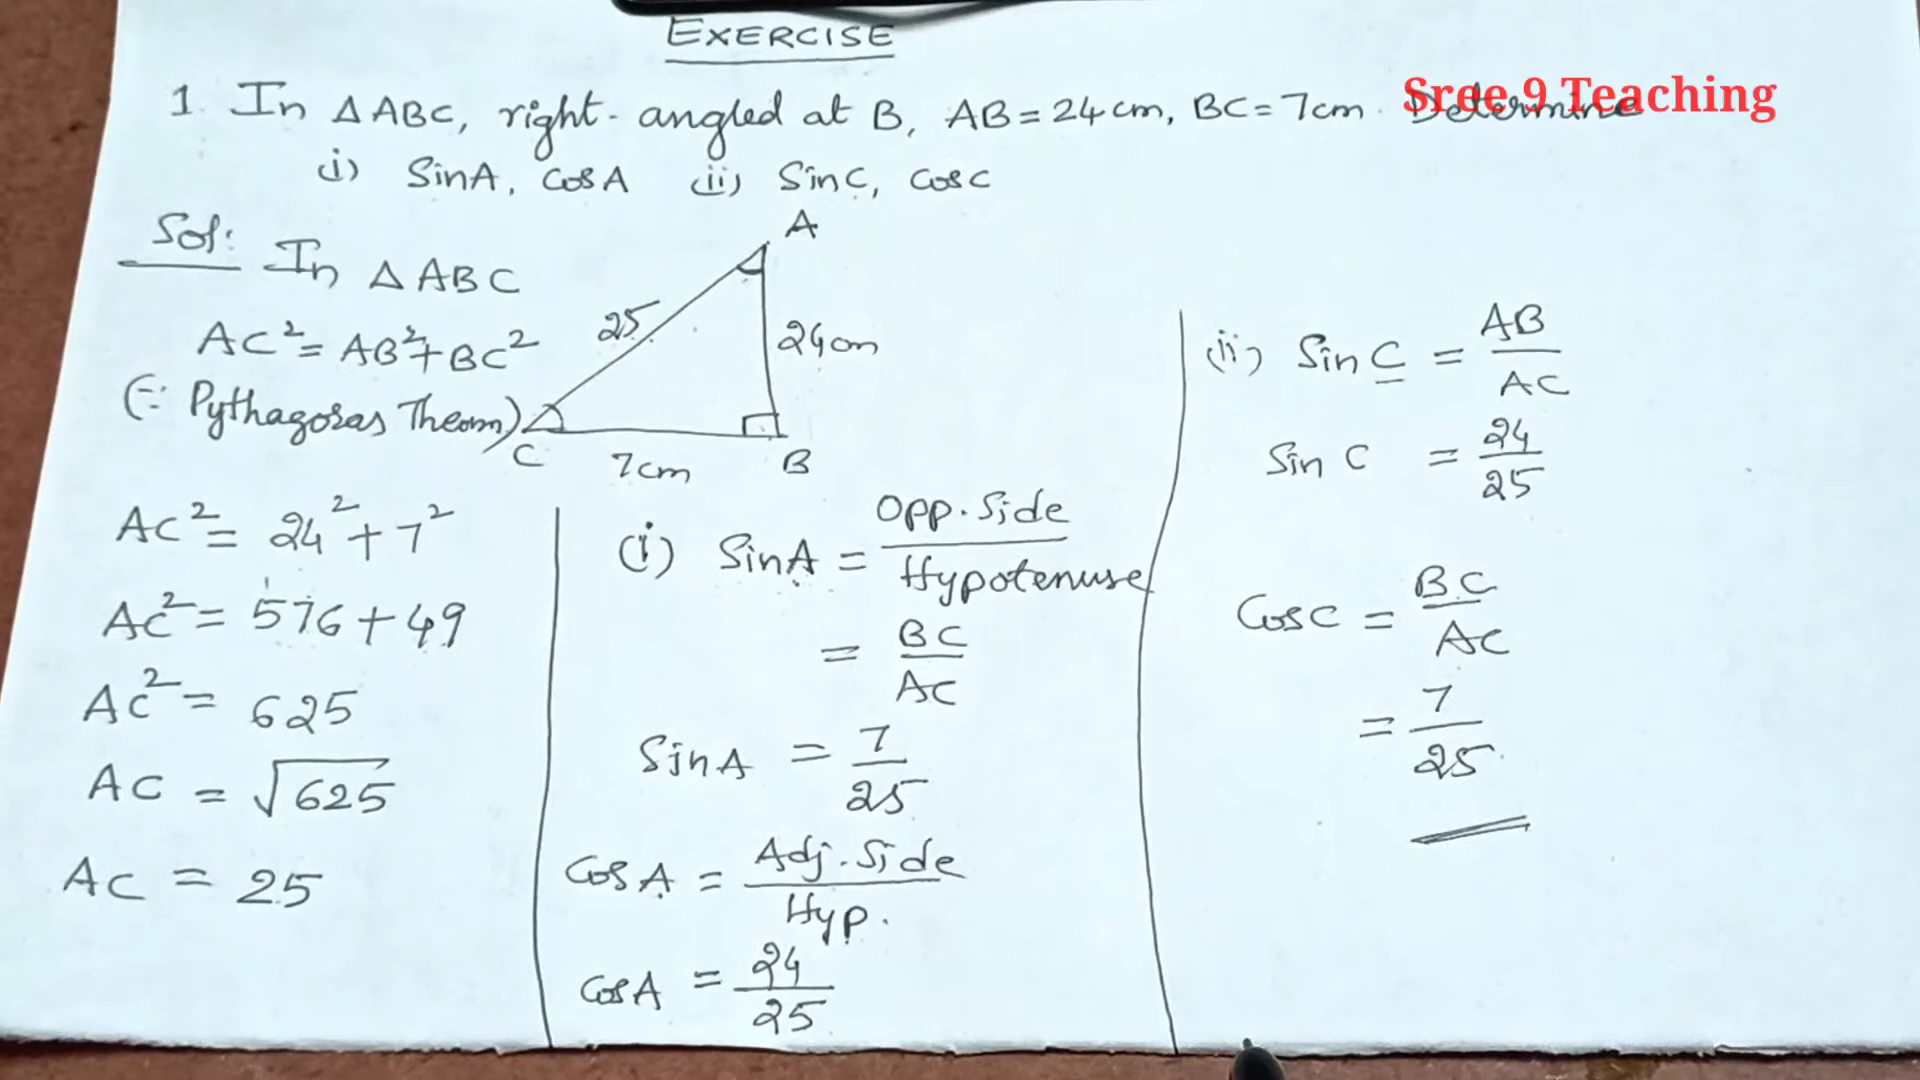 EXERCISE
1. In △ABC, right-angled at B, AB = 24cm, BC = 7cm. Determine
Sree 9 Teaching
(i) SinA, CosA (ii) SinC, CosC
Sol: In △ABC
AC² = AB² + BC²
(∵ Pythagoras Theorm)
A
25
24cm
C
7cm
B
AC² = 24² + 7²
AC² = 576 + 49
AC² = 625
AC = √625
AC = 25
(i) SinA = Opp. Side / Hypotenuse
= BC / AC
SinA = 7 / 25
CosA = Adj. Side / Hyp.
CosA = 24 / 25
(ii) SinC = AB / AC
SinC = 24 / 25
CosC = BC / AC
= 7 / 25